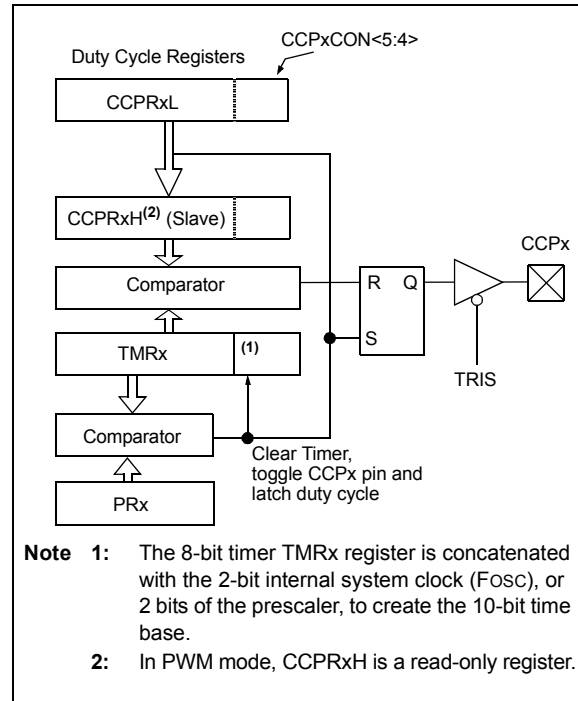 CCPxCON<5:4>
Duty Cycle Registers
CCPRxL
CCPRxH(2) (Slave)
CCPx
Comparator
R Q
S
TMRx (1)
TRIS
Comparator
Clear Timer,
toggle CCPx pin and
latch duty cycle
PRx
Note 1: The 8-bit timer TMRx register is concatenated
with the 2-bit internal system clock (FOSC), or
2 bits of the prescaler, to create the 10-bit time
base.
2: In PWM mode, CCPRxH is a read-only register.